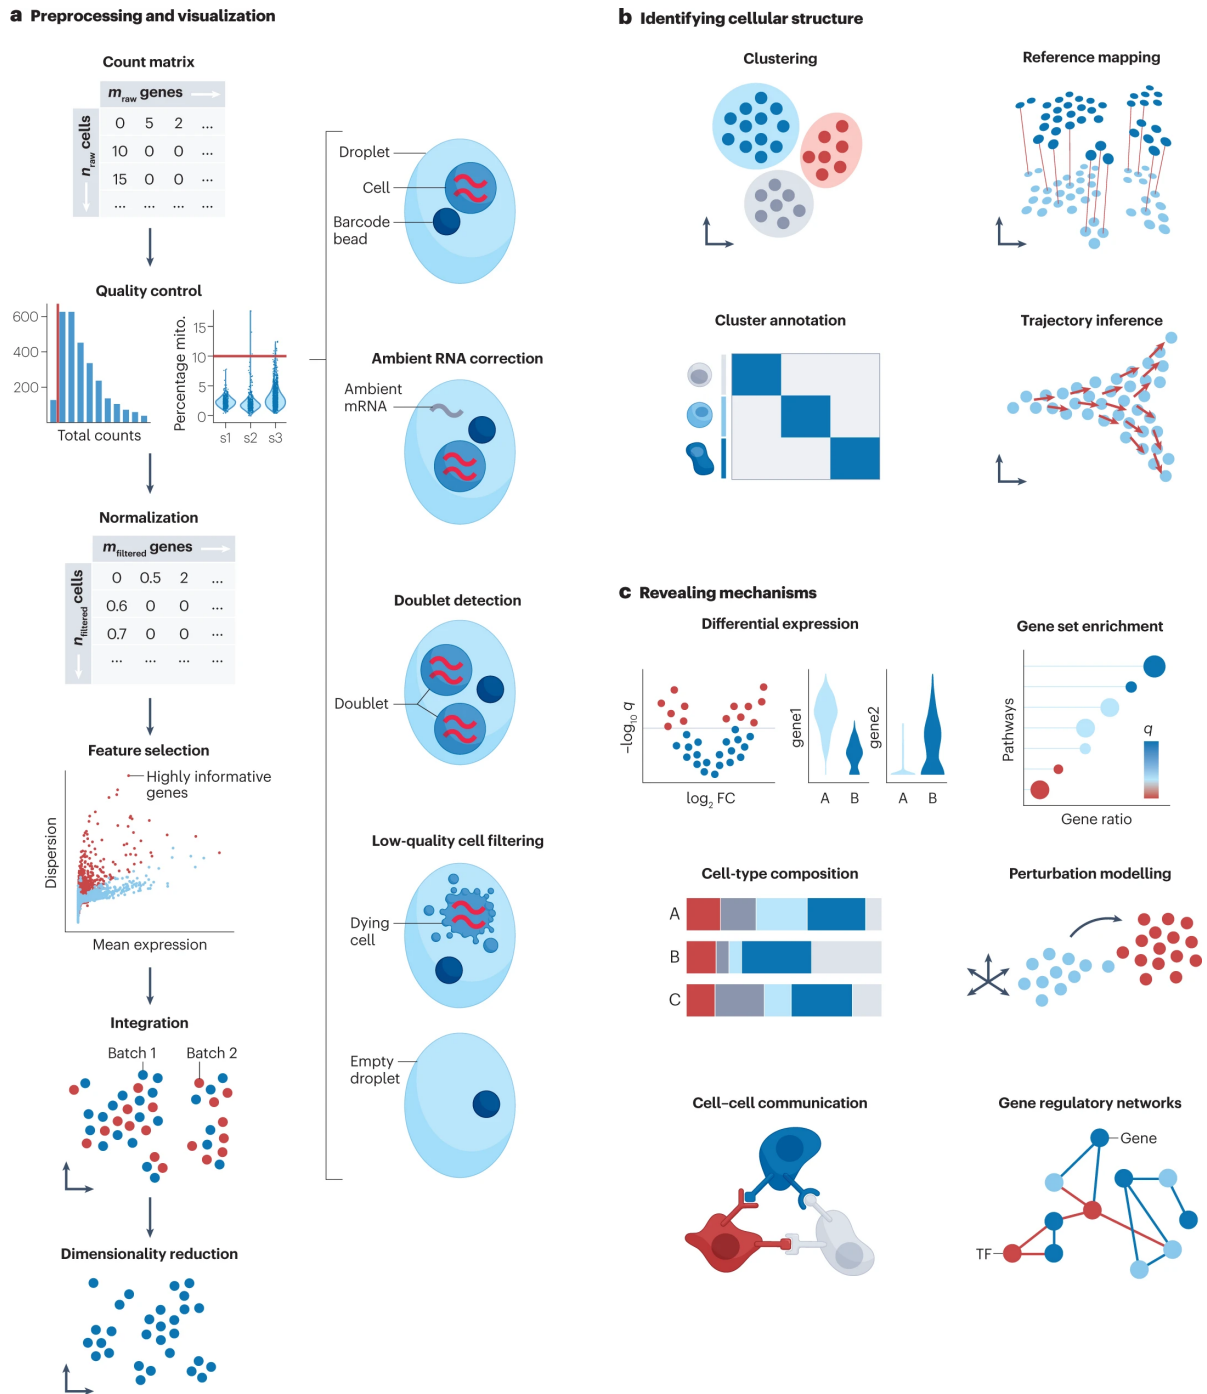 a Preprocessing and visualization
Count matrix
m_raw genes
n_raw cells
0 5 2 ...
10 0 0 ...
15 0 0 ...
... ... ... ...
Quality control
600
400
200
Total counts
Percentage mito.
15
10
5
0
s1 s2 s3
Normalization
m_filtered genes
n_filtered cells
0 0.5 2 ...
0.6 0 0 ...
0.7 0 0 ...
... ... ... ...
Feature selection
Highly informative
genes
Dispersion
Mean expression
Integration
Batch 1 Batch 2
Dimensionality reduction
Droplet
Cell
Barcode
bead
Ambient RNA correction
Ambient
mRNA
Doublet detection
Doublet
Low-quality cell filtering
Dying
cell
Empty
droplet
b Identifying cellular structure
Clustering
Reference mapping
Cluster annotation
Trajectory inference
c Revealing mechanisms
Differential expression
–log₁₀ q
log₂ FC
gene1
A B
gene2
A B
Gene set enrichment
Pathways
q
Gene ratio
Cell-type composition
A
B
C
Perturbation modelling
Cell–cell communication
Gene regulatory networks
Gene
TF